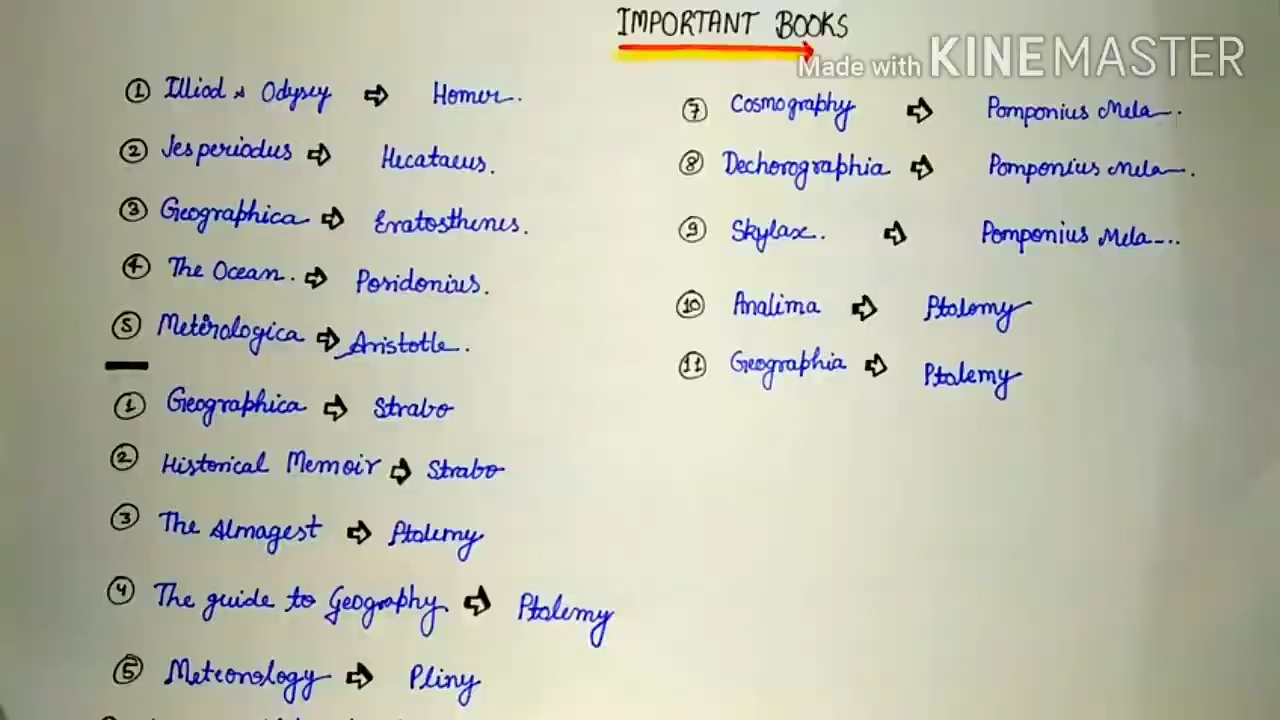 IMPORTANT BOOKS
Made with KINEMASTER
① Illiod & Odysey ⇨ Homer.
② Jesperiodus ⇨ Hecataeus.
③ Geographica ⇨ Eratosthenes.
④ The Ocean. ⇨ Posidonius.
⑤ Meterologica ⇨ Aristotle.
① Geographica ⇨ Strabo
② Historical Memoir ⇨ Strabo
③ The Almagest ⇨ Ptolemy
④ The guide to Geography ⇨ Ptolemy
⑤ Meteorology ⇨ Pliny
⑦ Cosmography ⇨ Pomponius Mela.
⑧ Dechorographia ⇨ Pomponius Mela.
⑨ Skylax. ⇨ Pomponius Mela..
⑩ Analima ⇨ Ptolomy
⑪ Geographia ⇨ Ptolemy